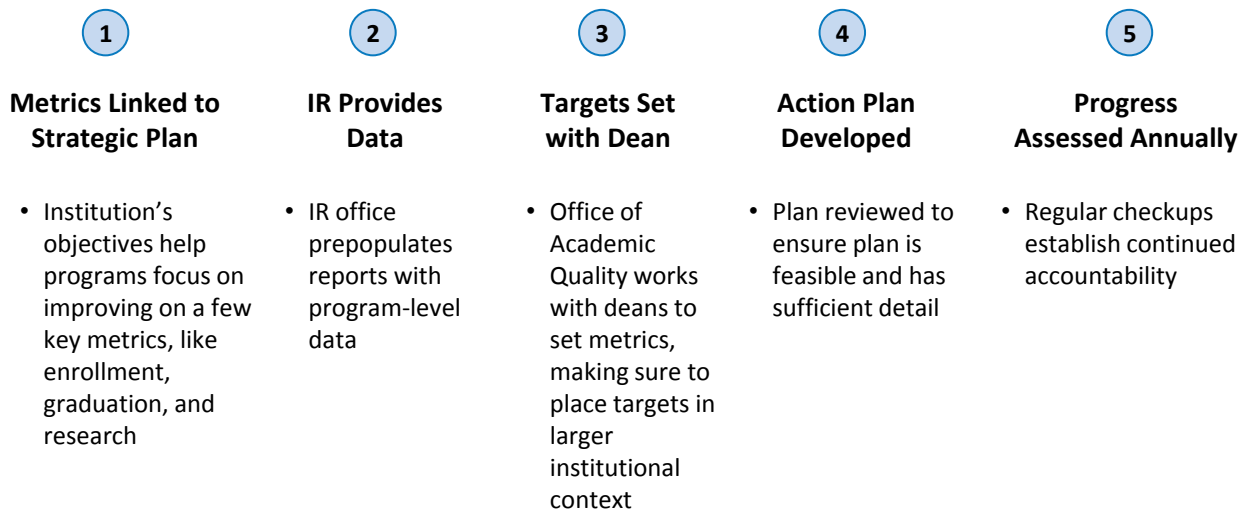 1
Metrics Linked to
Strategic Plan
• Institution’s
objectives help
programs focus on
improving on a few
key metrics, like
enrollment,
graduation, and
research
2
IR Provides
Data
• IR office
prepopulates
reports with
program-level
data
3
Targets Set
with Dean
• Office of
Academic
Quality works
with deans to
set metrics,
making sure to
place targets in
larger
institutional
context
4
Action Plan
Developed
• Plan reviewed to
ensure plan is
feasible and has
sufficient detail
5
Progress
Assessed Annually
• Regular checkups
establish continued
accountability